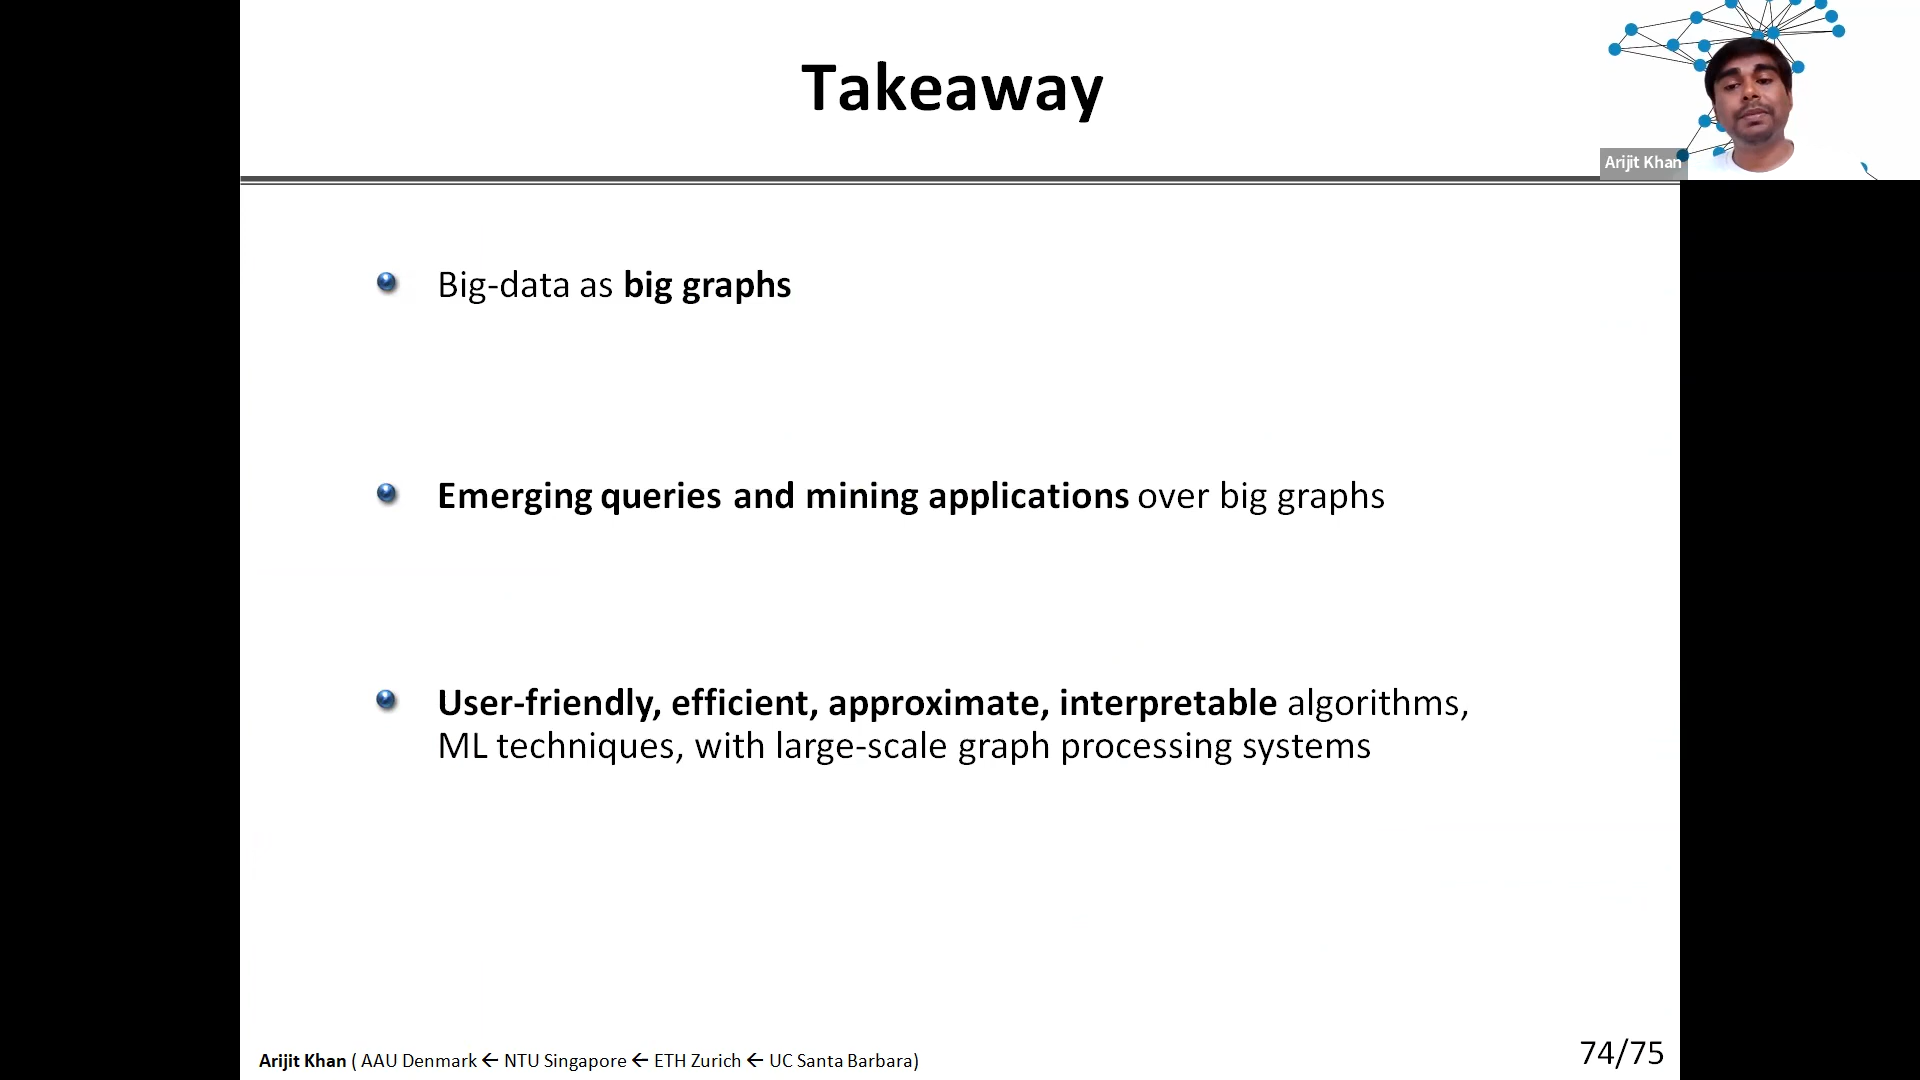 Takeaway
Arijit Khan
Big-data as big graphs
Emerging queries and mining applications over big graphs
User-friendly, efficient, approximate, interpretable algorithms,
ML techniques, with large-scale graph processing systems
Arijit Khan ( AAU Denmark ← NTU Singapore ← ETH Zurich ← UC Santa Barbara)
74/75